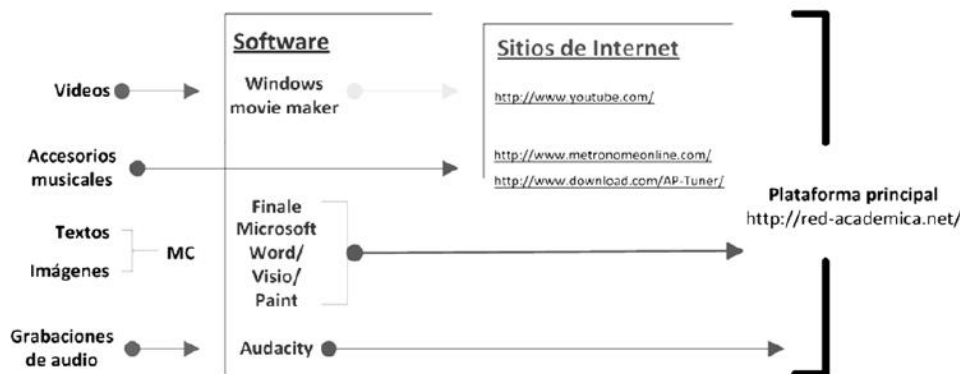 Software
Sitios de Internet
Videos
Windows
movie maker
http://www.youtube.com/
Accesorios
musicales
http://www.metronomeonline.com/
http://www.download.com/AP-Tuner/
Plataforma principal
http://red-academica.net/
Textos
Imágenes
MC
Finale
Microsoft
Word/
Visio/
Paint
Grabaciones
de audio
Audacity